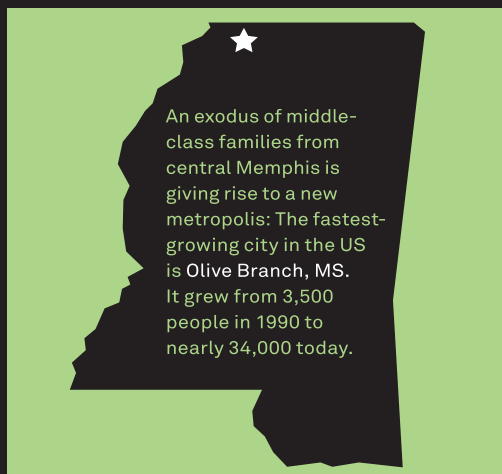 An exodus of middle-
class families from
central Memphis is
giving rise to a new
metropolis: The fastest-
growing city in the US
is Olive Branch, MS.
It grew from 3,500
people in 1990 to
nearly 34,000 today.